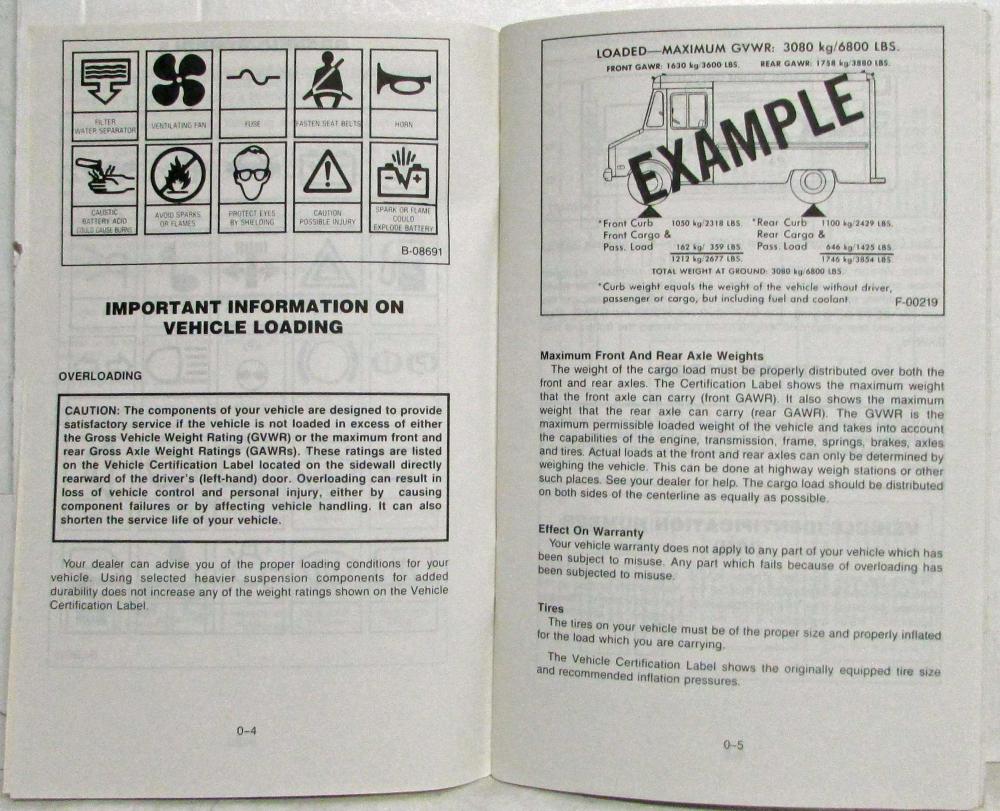 FILTER
WATER SEPARATOR
VENTILATING FAN
FUSE
FASTEN SEAT BELTS
HORN
CAUSTIC
BATTERY ACID
COULD CAUSE BURNS
AVOID SPARKS
OR FLAMES
PROTECT EYES
BY SHIELDING
CAUTION
POSSIBLE INJURY
SPARK OR FLAME
COULD
EXPLODE BATTERY
B-08691
IMPORTANT INFORMATION ON
VEHICLE LOADING
OVERLOADING
CAUTION: The components of your vehicle are designed to provide
satisfactory service if the vehicle is not loaded in excess of either
the Gross Vehicle Weight Rating (GVWR) or the maximum front and
rear Gross Axle Weight Ratings (GAWRs). These ratings are listed
on the Vehicle Certification Label located on the sidewall directly
rearward of the driver's (left-hand) door. Overloading can result in
loss of vehicle control and personal injury, either by causing
component failures or by affecting vehicle handling. It can also
shorten the service life of your vehicle.
Your dealer can advise you of the proper loading conditions for your
vehicle. Using selected heavier suspension components for added
durability does not increase any of the weight ratings shown on the Vehicle
Certification Label.
0-4
LOADED—MAXIMUM GVWR: 3080 kg/6800 LBS.
FRONT GAWR: 1630 kg/3600 LBS. REAR GAWR: 1758 kg/3880 LBS.
EXAMPLE
*Front Curb 1050 kg/2318 LBS. *Rear Curb 1100 kg/2429 LBS.
Front Cargo & Rear Cargo &
Pass. Load 162 kg/ 359 LBS. Pass. Load 646 kg/1425 LBS.
1212 kg/2677 LBS. 1746 kg/3854 LBS.
TOTAL WEIGHT AT GROUND: 3080 kg/6800 LBS.
*Curb weight equals the weight of the vehicle without driver,
passenger or cargo, but including fuel and coolant.
F-00219
Maximum Front And Rear Axle Weights
The weight of the cargo load must be properly distributed over both the
front and rear axles. The Certification Label shows the maximum weight
that the front axle can carry (front GAWR). It also shows the maximum
weight that the rear axle can carry (rear GAWR). The GVWR is the
maximum permissible loaded weight of the vehicle and takes into account
the capabilities of the engine, transmission, frame, springs, brakes, axles
and tires. Actual loads at the front and rear axles can only be determined by
weighing the vehicle. This can be done at highway weigh stations or other
such places. See your dealer for help. The cargo load should be distributed
on both sides of the centerline as equally as possible.
Effect On Warranty
Your vehicle warranty does not apply to any part of your vehicle which has
been subject to misuse. Any part which fails because of overloading has
been subjected to misuse.
Tires
The tires on your vehicle must be of the proper size and properly inflated
for the load which you are carrying.
The Vehicle Certification Label shows the originally equipped tire size
and recommended inflation pressures.
0-5